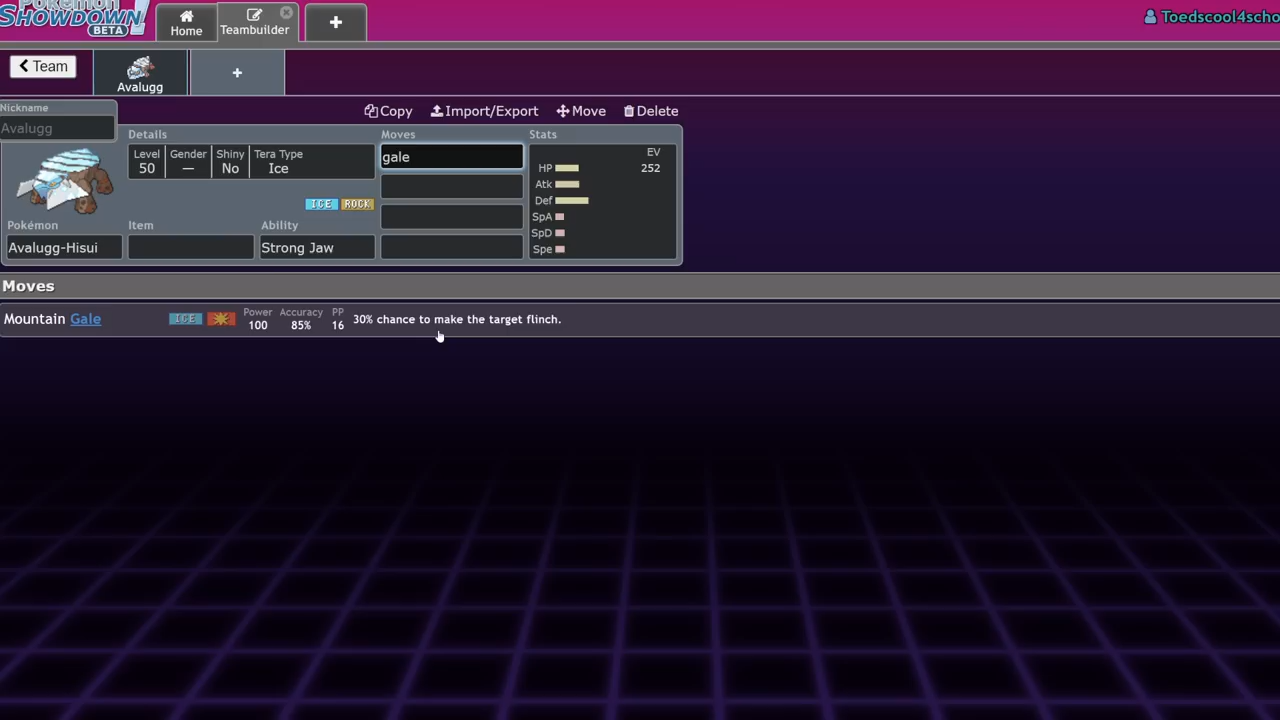 Pokémon
SHOWDOWN!
BETA
Home
Teambuilder
+
Toedscool4scho
Team
Avalugg
+
Nickname
Avalugg
Copy
Import/Export
Move
Delete
Details
Moves
Stats
Level
Gender
Shiny
Tera Type
50
—
No
Ice
gale
EV
HP
252
Atk
Def
SpA
SpD
Spe
ICE
ROCK
Pokémon
Item
Ability
Avalugg-Hisui
Strong Jaw
Moves
Mountain Gale
ICE
Power
Accuracy
PP
100
85%
16
30% chance to make the target flinch.